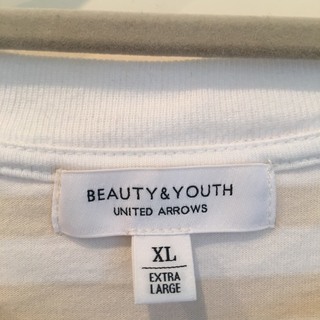 BEAUTY&YOUTH
UNITED ARROWS
XL
EXTRA
LARGE